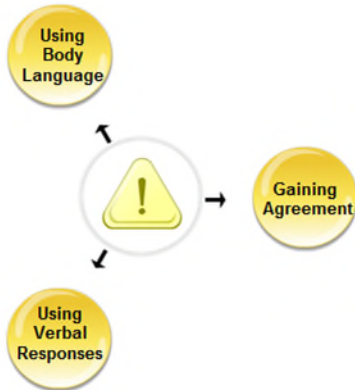 Using
Body
Language
!
Gaining
Agreement
Using
Verbal
Responses